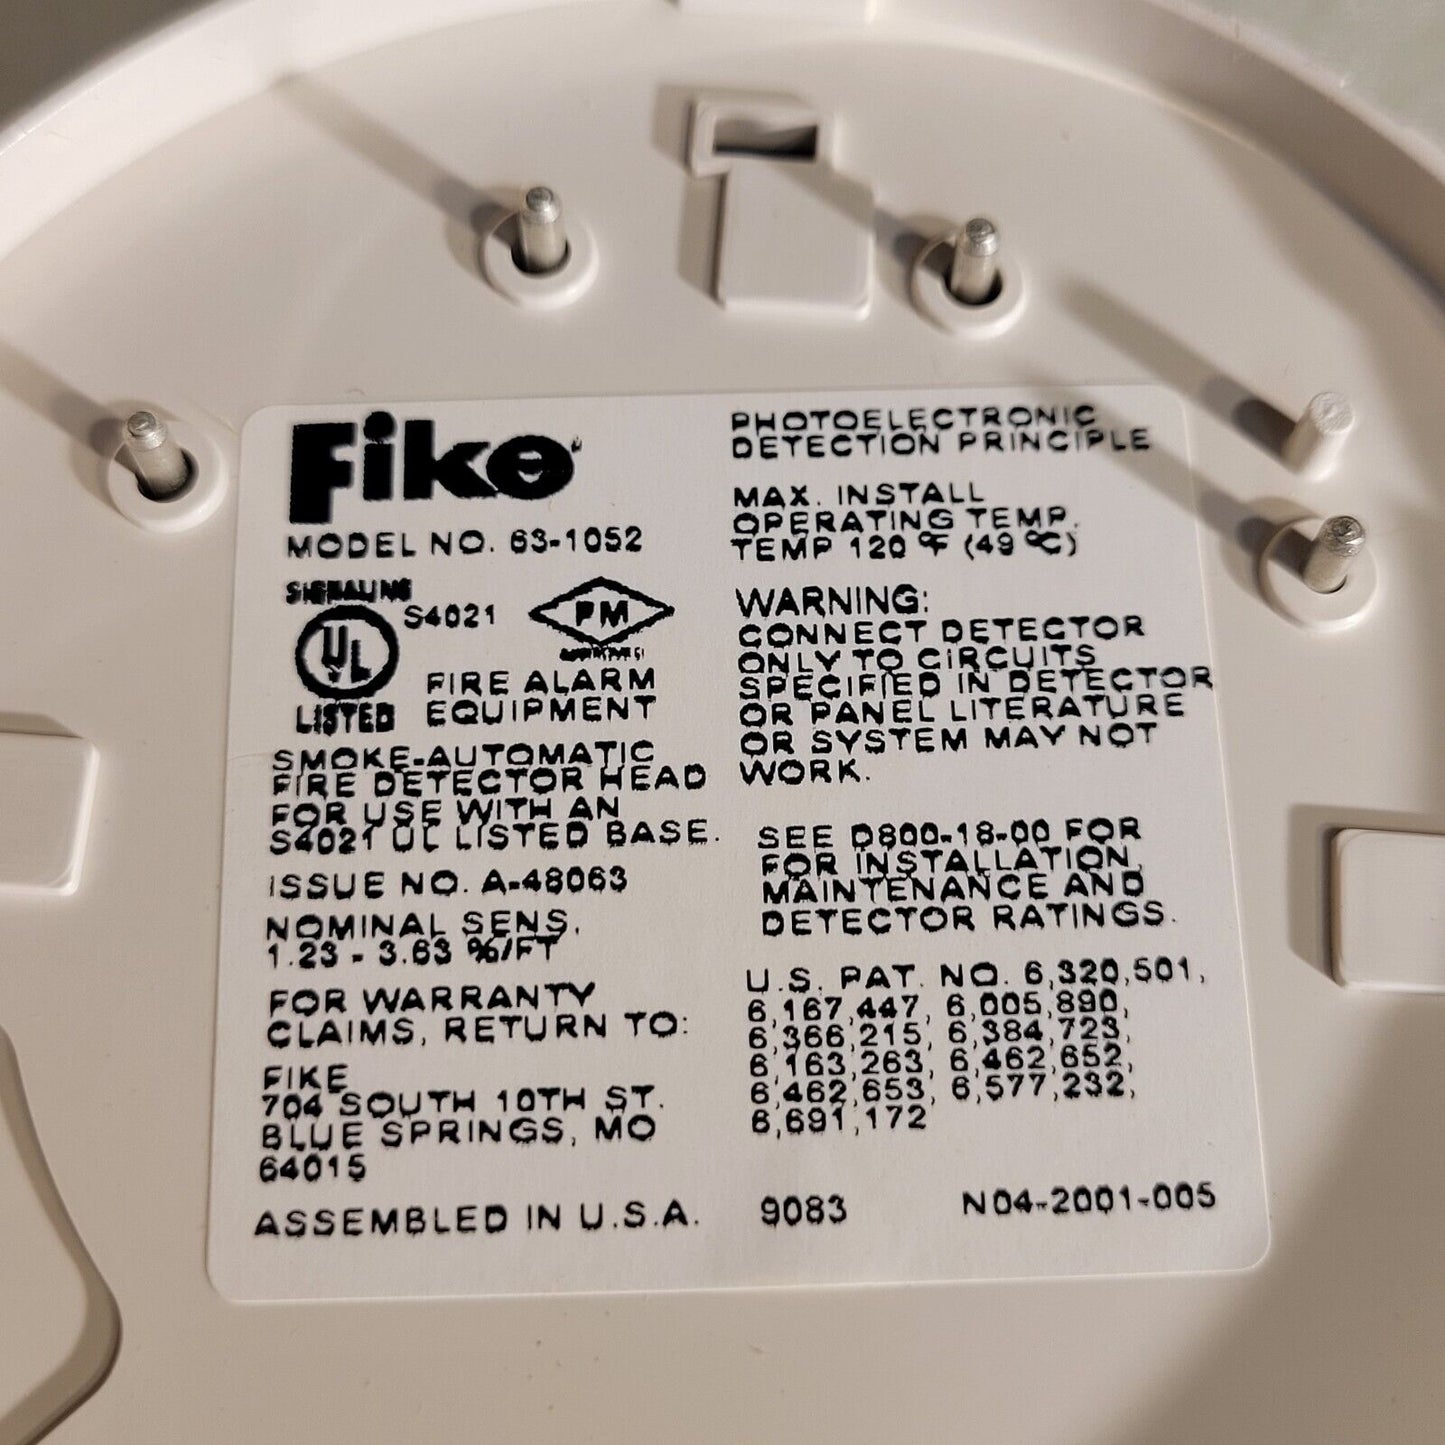 Fike
MODEL NO. 63-1052
SIGNALING
S4021
UL
LISTED
FM
FIRE ALARM
EQUIPMENT
SMOKE-AUTOMATIC
FIRE DETECTOR HEAD
FOR USE WITH AN
S4021 UL LISTED BASE.
ISSUE NO. A-48063
NOMINAL SENS.
1.23 - 3.63 %/FT
FOR WARRANTY
CLAIMS, RETURN TO:
FIKE
704 SOUTH 10TH ST.
BLUE SPRINGS, MO
64015
ASSEMBLED IN U.S.A.
PHOTOELECTRONIC
DETECTION PRINCIPLE
MAX. INSTALL
OPERATING TEMP.
TEMP 120 °F (49 °C)
WARNING:
CONNECT DETECTOR
ONLY TO CIRCUITS
SPECIFIED IN DETECTOR
OR PANEL LITERATURE
OR SYSTEM MAY NOT
WORK.
SEE D800-18-00 FOR
FOR INSTALLATION,
MAINTENANCE AND
DETECTOR RATINGS.
U.S. PAT. NO. 6,320,501,
6,167,447, 6,005,890,
6,366,215, 6,384,723,
6,163,263, 6,462,652,
6,462,653, 6,577,232,
6,691,172
9083 N04-2001-005